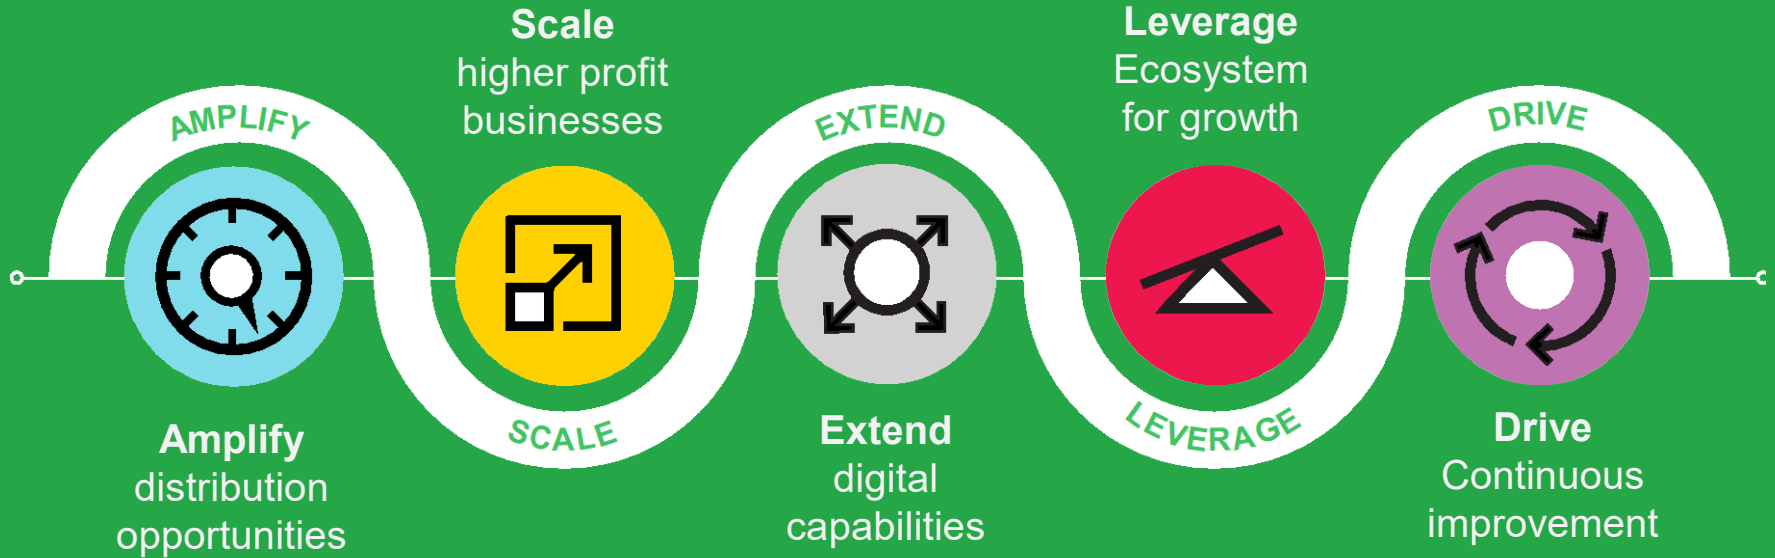 AMPLIFY
Amplify
distribution
opportunities
Scale
higher profit
businesses
SCALE
EXTEND
Extend
digital
capabilities
Leverage
Ecosystem
for growth
LEVERAGE
DRIVE
Drive
Continuous
improvement